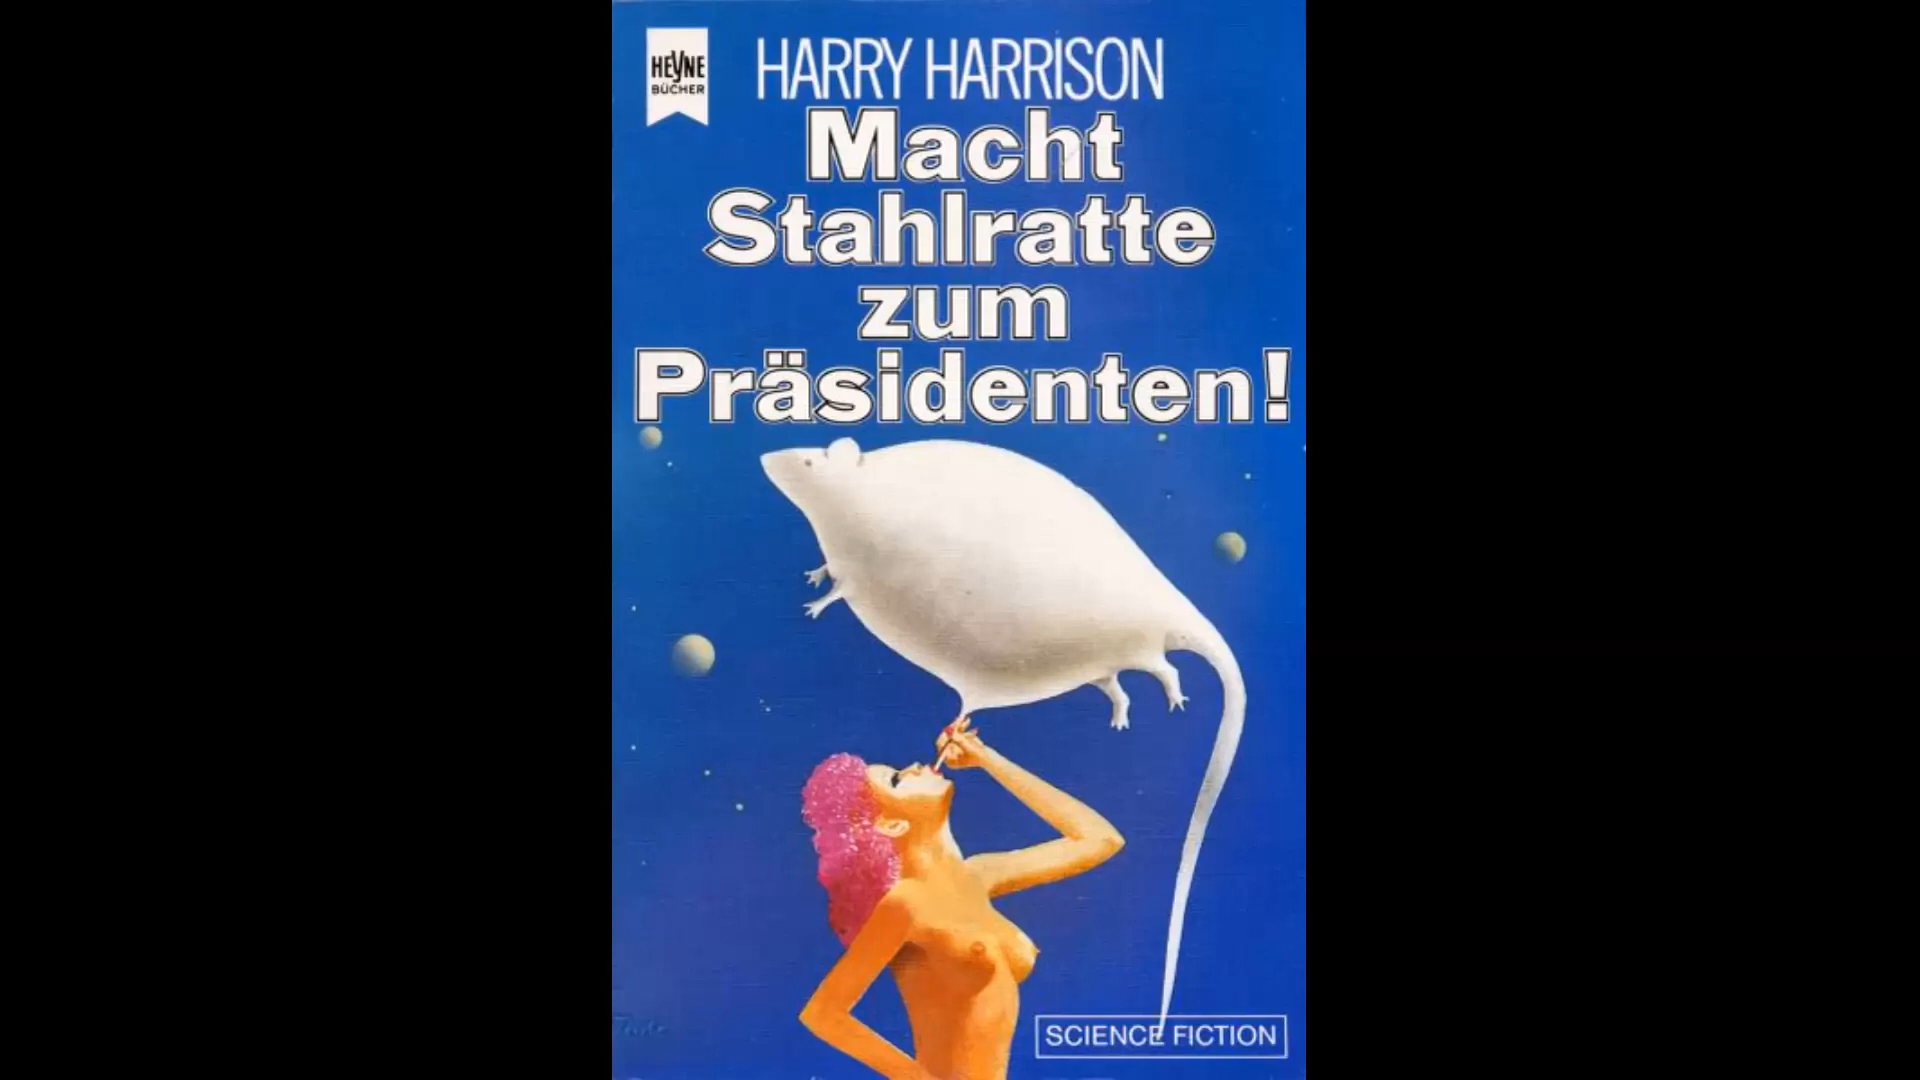 HEYNE
BÜCHER
HARRY HARRISON
Macht
Stahlratte
zum
Präsidenten!
SCIENCE FICTION